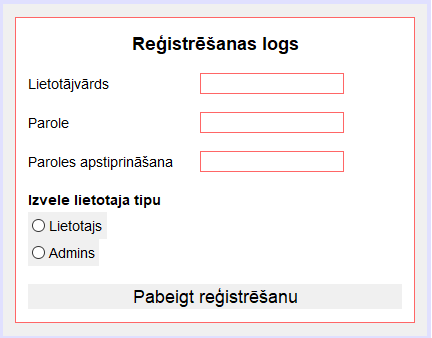 Reģistrēšanas logs
Lietotājvārds
Parole
Paroles apstiprināšana
Izvele lietotaja tipu
Lietotajs
Admins
Pabeigt reģistrēšanu